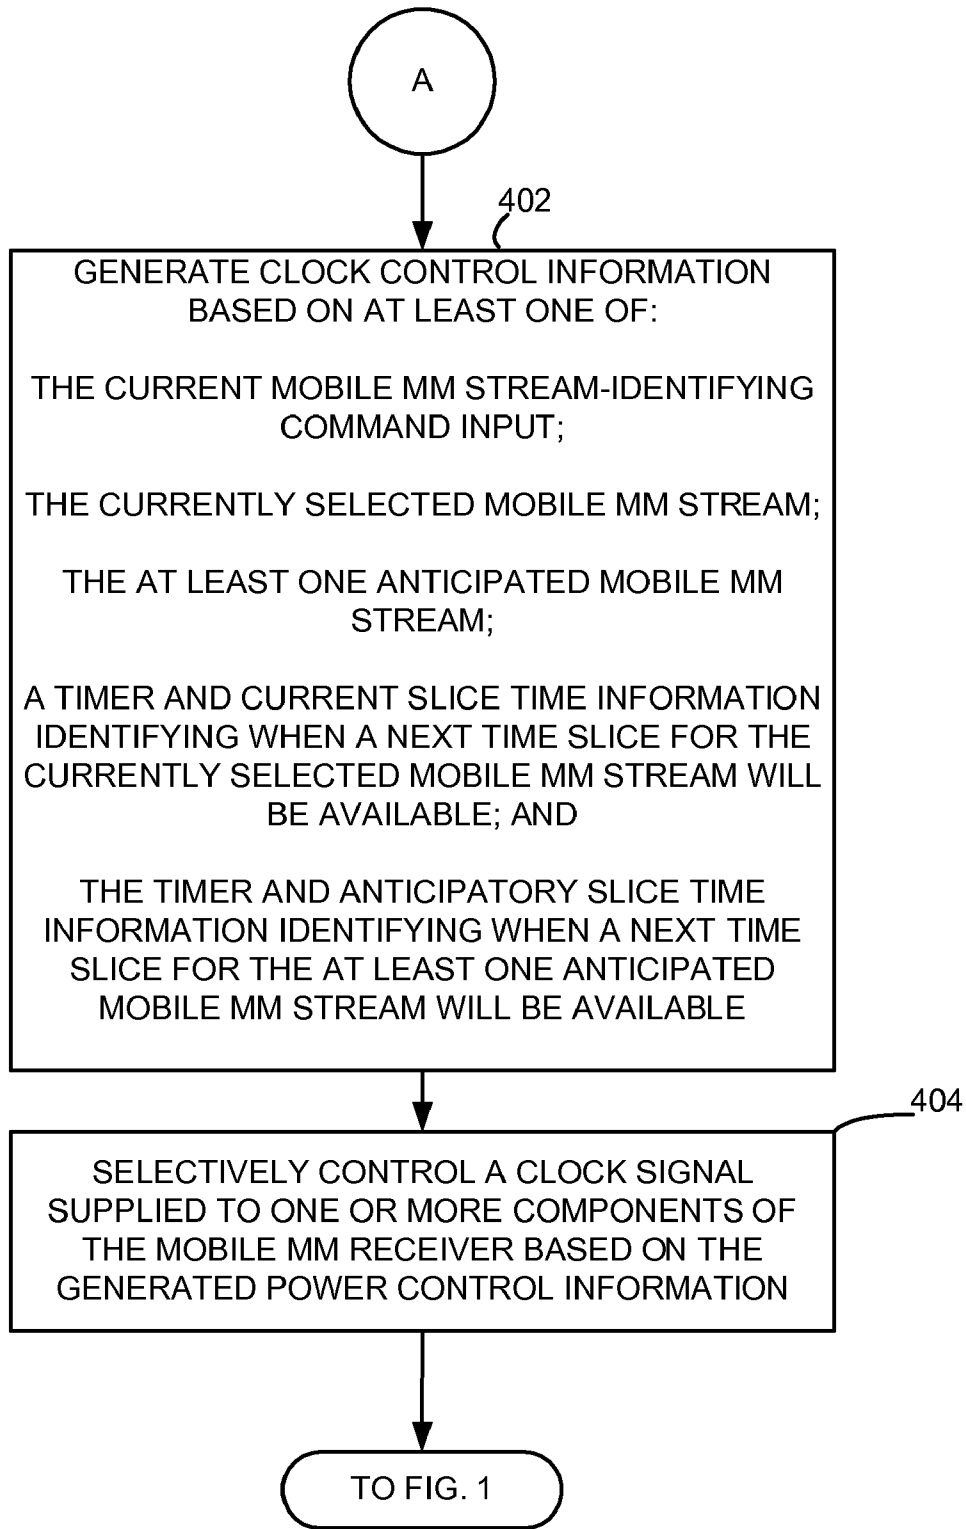 A
402
GENERATE CLOCK CONTROL INFORMATION
BASED ON AT LEAST ONE OF:
THE CURRENT MOBILE MM STREAM-IDENTIFYING
COMMAND INPUT;
THE CURRENTLY SELECTED MOBILE MM STREAM;
THE AT LEAST ONE ANTICIPATED MOBILE MM
STREAM;
A TIMER AND CURRENT SLICE TIME INFORMATION
IDENTIFYING WHEN A NEXT TIME SLICE FOR THE
CURRENTLY SELECTED MOBILE MM STREAM WILL
BE AVAILABLE; AND
THE TIMER AND ANTICIPATORY SLICE TIME
INFORMATION IDENTIFYING WHEN A NEXT TIME
SLICE FOR THE AT LEAST ONE ANTICIPATED
MOBILE MM STREAM WILL BE AVAILABLE
404
SELECTIVELY CONTROL A CLOCK SIGNAL
SUPPLIED TO ONE OR MORE COMPONENTS OF
THE MOBILE MM RECEIVER BASED ON THE
GENERATED POWER CONTROL INFORMATION
TO FIG. 1